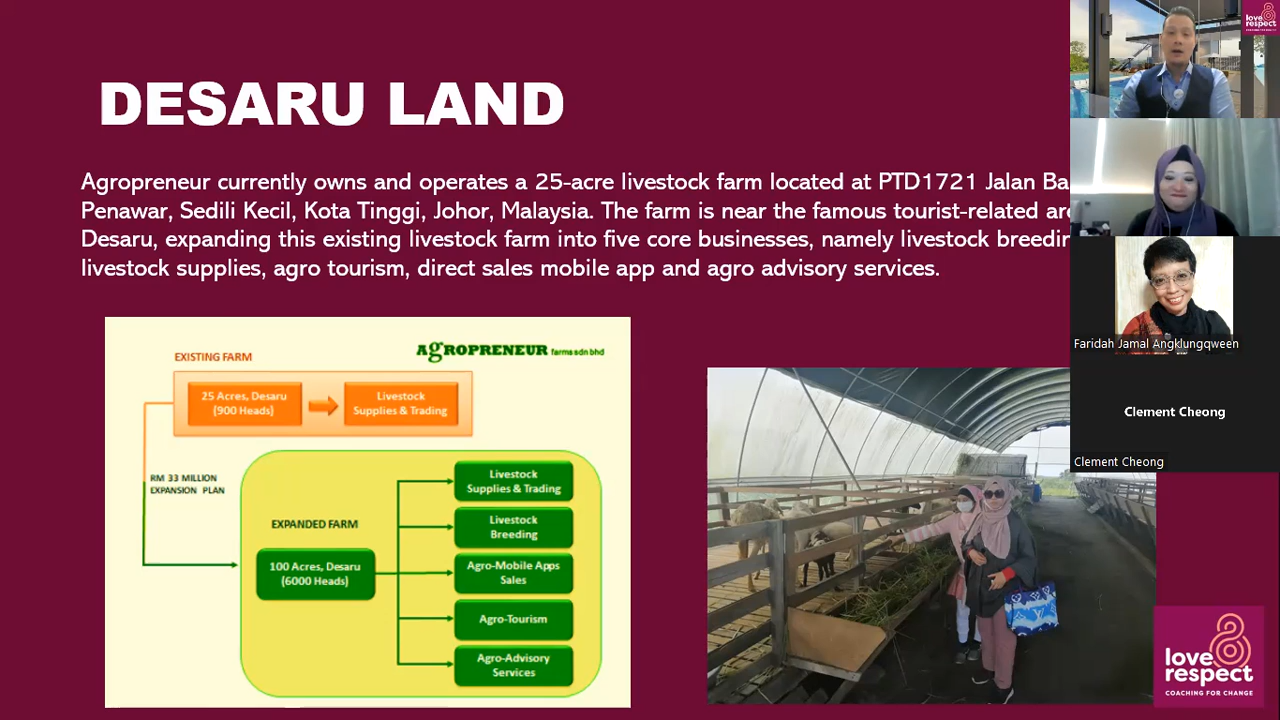 DESARU LAND
Agropreneur currently owns and operates a 25-acre livestock farm located at PTD1721 Jalan Ba
Penawar, Sedili Kecil, Kota Tinggi, Johor, Malaysia. The farm is near the famous tourist-related
Desaru, expanding this existing livestock farm into five core businesses, namely livestock
livestock supplies, agro tourism, direct sales mobile app and agro advisory services.
EXISTING FARM
AGROPRENEUR farms sdn bhd
25 Acres, Desaru
(900 Heads)
Livestock
Supplies & Trading
RM 33 MILLION
EXPANSION PLAN
EXPANDED FARM
100 Acres, Desaru
(6000 Heads)
Livestock
Supplies & Trading
Livestock
Breeding
Agro-Mobile Apps
Sales
Agro-Tourism
Agro-Advisory
Services
love
respect
Faridah Jamal Angklungqween
Clement Cheong
Clement Cheong
love
respect
COACHING FOR CHANGE